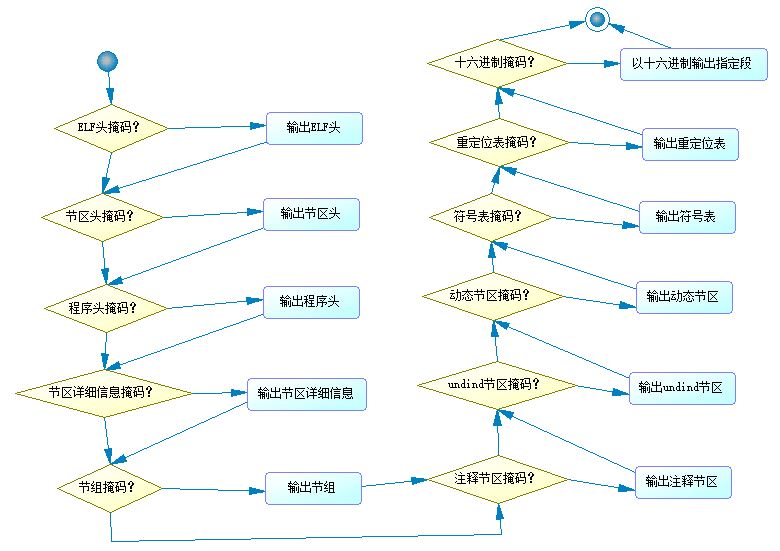 ELF头掩码?
输出ELF头
节区头掩码?
输出节区头
程序头掩码?
输出程序头
节区详细信息掩码?
输出节区详细信息
节组掩码?
输出节组
注释节区掩码?
输出注释节区
undind节区掩码?
输出undind节区
动态节区掩码?
输出动态节区
符号表掩码?
输出符号表
重定位表掩码?
输出重定位表
十六进制掩码?
以十六进制输出指定段